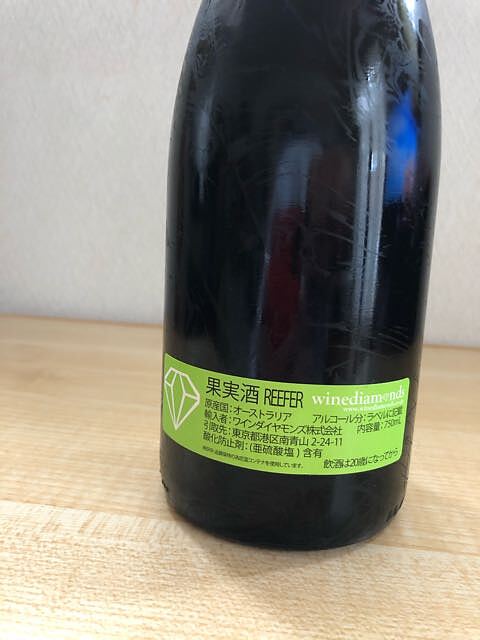 果実酒 REEFER winediam@nds
www.winediamonds.net
原産国：オーストラリア アルコール分：ラベルに記載
輸入者：ワインダイヤモンズ株式会社 内容量：750mL
引取先：東京都港区南青山 2-24-11
酸化防止剤：(亜硫酸塩) 含有
飲酒は20歳になってから